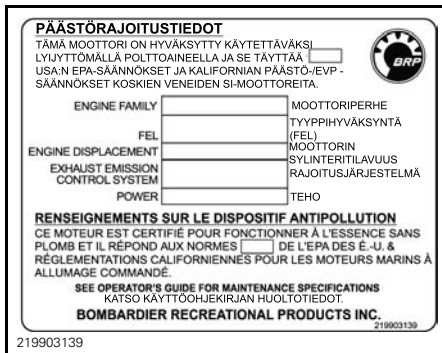 PÄÄSTÖRAJOITUSTIEDOT
TÄMÄ MOOTTORI ON HYVÄKSYTTY KÄYTETTÄVÄKSI
LYIJYTTÖMÄLLÄ POLTTOAINEELLA JA SE TÄYTTÄÄ
USA:N EPA-SÄÄNNÖKSET JA KALIFORNIAN PÄÄSTÖ-/EVP -
SÄÄNNÖKSET KOSKIEN VENEIDEN SI-MOOTTOREITA.
BRP
ENGINE FAMILY MOOTTORIPERHE
TYYPPIHYVÄKSYNTÄ
FEL (FEL)
ENGINE DISPLACEMENT MOOTTORIN
SYLINTERITILAVUUS
EXHAUST EMISSION RAJOITUSJÄRJESTELMÄ
CONTROL SYSTEM
POWER TEHO
RENSEIGNEMENTS SUR LE DISPOSITIF ANTIPOLLUTION
CE MOTEUR EST CERTIFIÉ POUR FONCTIONNER À L'ESSENCE SANS
PLOMB ET IL RÉPOND AUX NORMES DE L'EPA DES É.-U. &
RÉGLEMENTATIONS CALIFORNIENNES POUR LES MOTEURS MARINS À
ALLUMAGE COMMANDÉ.
SEE OPERATOR'S GUIDE FOR MAINTENANCE SPECIFICATIONS
KATSO KÄYTTÖOHJEKIRJAN HUOLTOTIEDOT.
BOMBARDIER RECREATIONAL PRODUCTS INC.
219903139
219903139